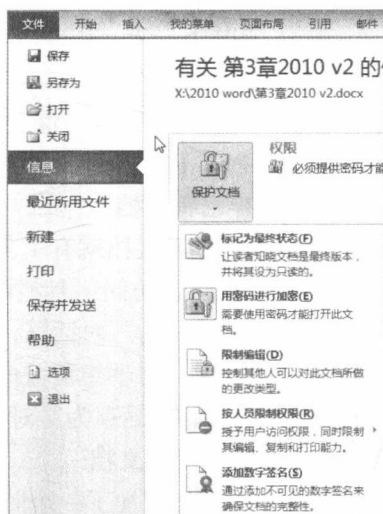 文件 开始 插入 我的菜单 页面布局 引用 邮件
保存
另存为
打开
关闭
信息
最近所用文件
新建
打印
保存并发送
帮助
选项
退出
有关 第3章2010 v2 的
X:\2010 word\第3章2010 v2.docx
保护文档
权限
必须提供密码才能
标记为最终状态(F)
让读者知晓文档是最终版本，
并将其设为只读的。
用密码进行加密(E)
需要使用密码才能打开此文
档。
限制编辑(D)
控制其他人可以对此文档所做
的更改类型。
按人员限制权限(R)
授予用户访问权限，同时限制
其编辑、复制和打印能力。
添加数字签名(S)
通过添加不可见的数字签名来
确保文档的完整性。